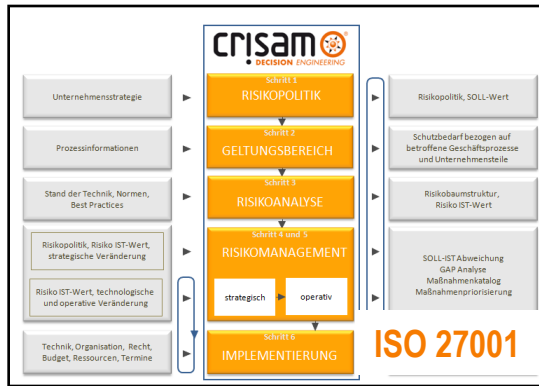 crisam
DECISION ENGINEERING
Schritt 1
RISIKOPOLITIK
Unternehmensstrategie
Risikopolitik, SOLL-Wert
Schritt 2
GELTUNGSBEREICH
Prozessinformationen
Schutzbedarf bezogen auf
betroffene Geschäftsprozesse
und Unternehmensteile
Schritt 3
RISIKOANALYSE
Stand der Technik, Normen,
Best Practices
Risikobaumstruktur,
Risiko IST-Wert
Schritt 4 und 5
RISIKOMANAGEMENT
strategisch
operativ
Risikopolitik, Risiko IST-Wert,
strategische Veränderung
Risiko IST-Wert, technologische
und operative Veränderung
SOLL-IST Abweichung
GAP Analyse
Maßnahmenkatalog
Maßnahmenpriorisierung
Schritt 6
IMPLEMENTIERUNG
Technik, Organisation, Recht,
Budget, Ressourcen, Termine
ISO 27001